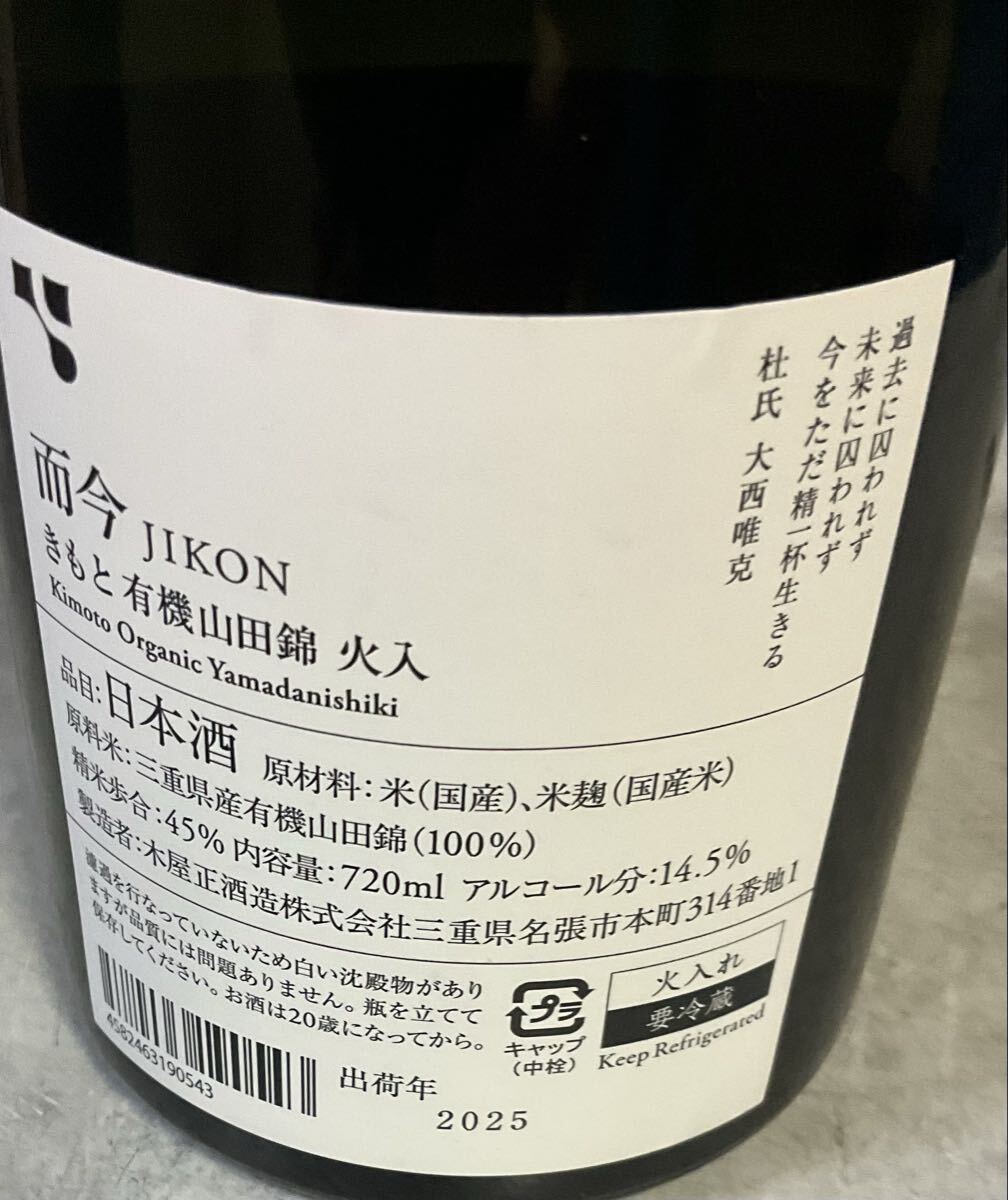 過去に囚われず
未来に囚われず
今をただ精一杯生きる
杜氏 大西唯克
而今 JIKON
きもと有機山田錦 火入
Kimoto Organic Yamadanishiki
品目:日本酒 原材料:米(国産)、米麹(国産米)
原料米:三重県産有機山田錦(100%)
精米歩合:45% 内容量:720ml アルコール分:14.5%
製造者:木屋正酒造株式会社三重県名張市本町314番地1
濾過を行なっていないため白い沈殿物があり
ますが品質には問題ありません。瓶を立てて
保存してください。お酒は20歳になってから。
4582463190543
出荷年
2025
プラ
キャップ
(中栓)
火入れ
要冷蔵
Keep Refrigerated